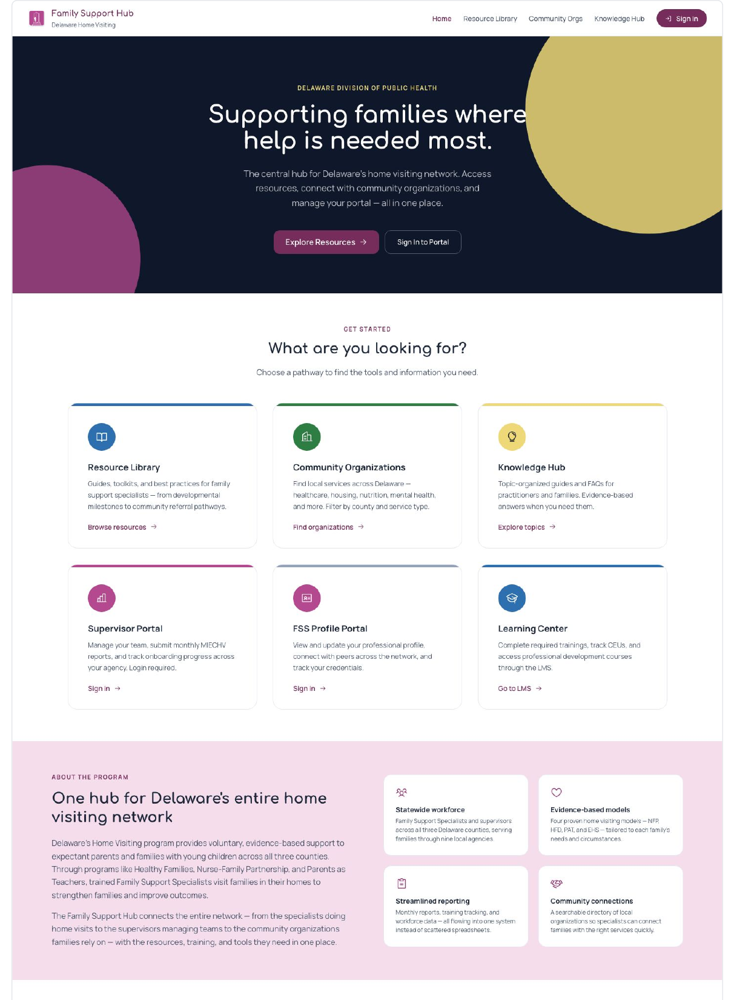 Family Support Hub
Delaware Home Visiting
Home
Resource Library
Community Orgs
Knowledge Hub
Sign In
DELAWARE DIVISION OF PUBLIC HEALTH
Supporting families where
help is needed most.
The central hub for Delaware's home visiting network. Access
resources, connect with community organizations, and
manage your portal — all in one place.
Explore Resources →
Sign In to Portal
GET STARTED
What are you looking for?
Choose a pathway to find the tools and information you need.
Resource Library
Guides, toolkits, and best practices for family
support specialists — from developmental
milestones to community referral pathways.
Browse resources →
Community Organizations
Find local services across Delaware —
healthcare, housing, nutrition, mental health,
and more. Filter by county and service type.
Find organizations →
Knowledge Hub
Topic-organized guides and FAQs for
practitioners and families. Evidence-based
answers when you need them.
Explore topics →
Supervisor Portal
Manage your team, submit monthly MIECHV
reports, and track onboarding progress across
your agency. Login required.
Sign in →
FSS Profile Portal
View and update your professional profile,
connect with peers across the network, and
track your credentials.
Sign in →
Learning Center
Complete required trainings, track CEUs, and
access professional development courses
through the LMS.
Go to LMS →
ABOUT THE PROGRAM
One hub for Delaware's entire home
visiting network
Delaware's Home Visiting program provides voluntary, evidence-based support to
expectant parents and families with young children across all three counties.
Through programs like Healthy Families, Nurse-Family Partnership, and Parents as
Teachers, trained Family Support Specialists visit families in their homes to
strengthen families and improve outcomes.
The Family Support Hub connects the entire network — from the specialists doing
home visits to the supervisors managing teams to the community organizations
families rely on — with the resources, training, and tools they need in one place.
Statewide workforce
Family Support Specialists and supervisors
across all three Delaware counties, serving
families through nine local agencies.
Evidence-based models
Four proven home visiting models — NFP,
HFD, PAT, and EHS — tailored to each family's
needs and circumstances.
Streamlined reporting
Monthly reports, training tracking, and
workforce data — all flowing into one system
instead of scattered spreadsheets.
Community connections
A searchable directory of local
organizations so specialists can connect
families with the right services quickly.